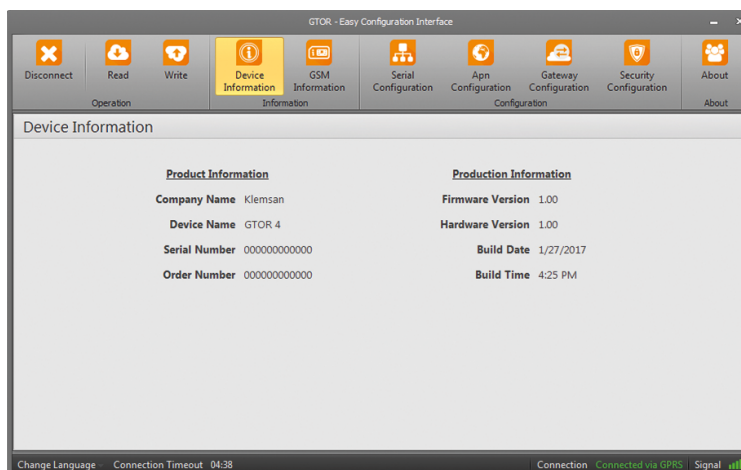 GTOR - Easy Configuration Interface
Disconnect
Read
Write
Device Information
GSM Information
Serial Configuration
Apn Configuration
Gateway Configuration
Security Configuration
About
Operation
Information
Configuration
About
Device Information
Product Information
Company Name Klemsan
Device Name GTOR 4
Serial Number 000000000000
Order Number 000000000000
Production Information
Firmware Version 1.00
Hardware Version 1.00
Build Date 1/27/2017
Build Time 4:25 PM
Change Language - Connection Timeout 04:38 Connection Connected via GPRS Signal